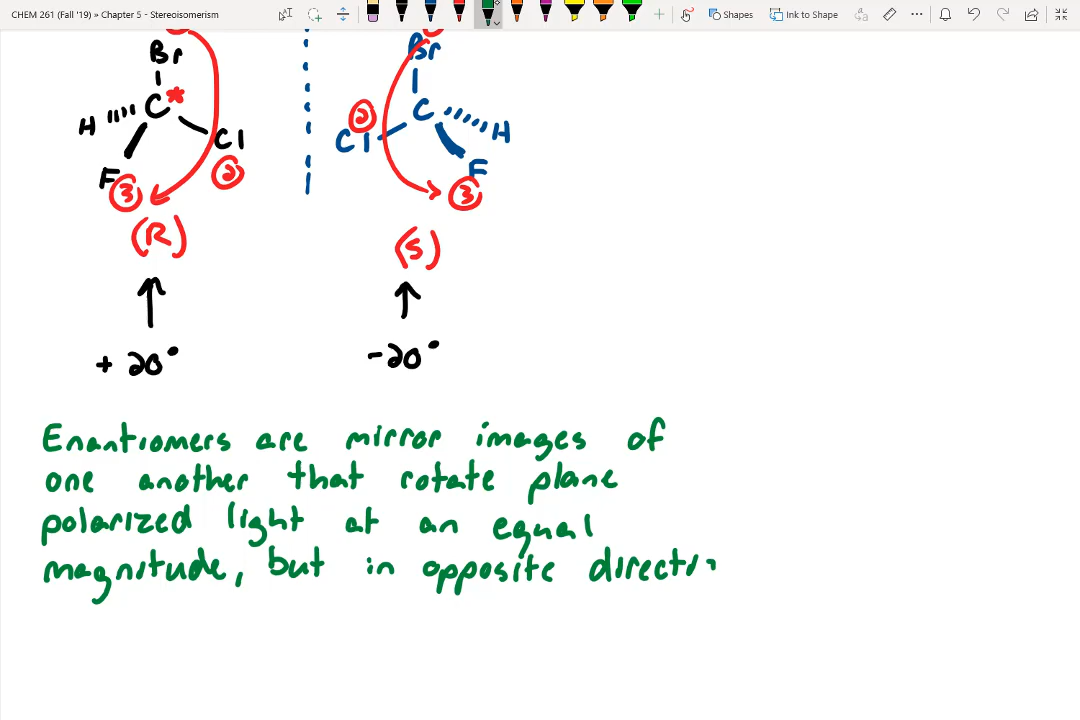 CHEM 261 (Fall '19) » Chapter 5 - Stereoisomerism
Shapes
Ink to Shape
Br Br
C* C
H Cl
② Cl ② H
F ③ F ③
(R) (S)
+ 20° -20°
Enantiomers are mirror images of
one another that rotate plane
polarized light at an equal
magnitude, but in opposite directi